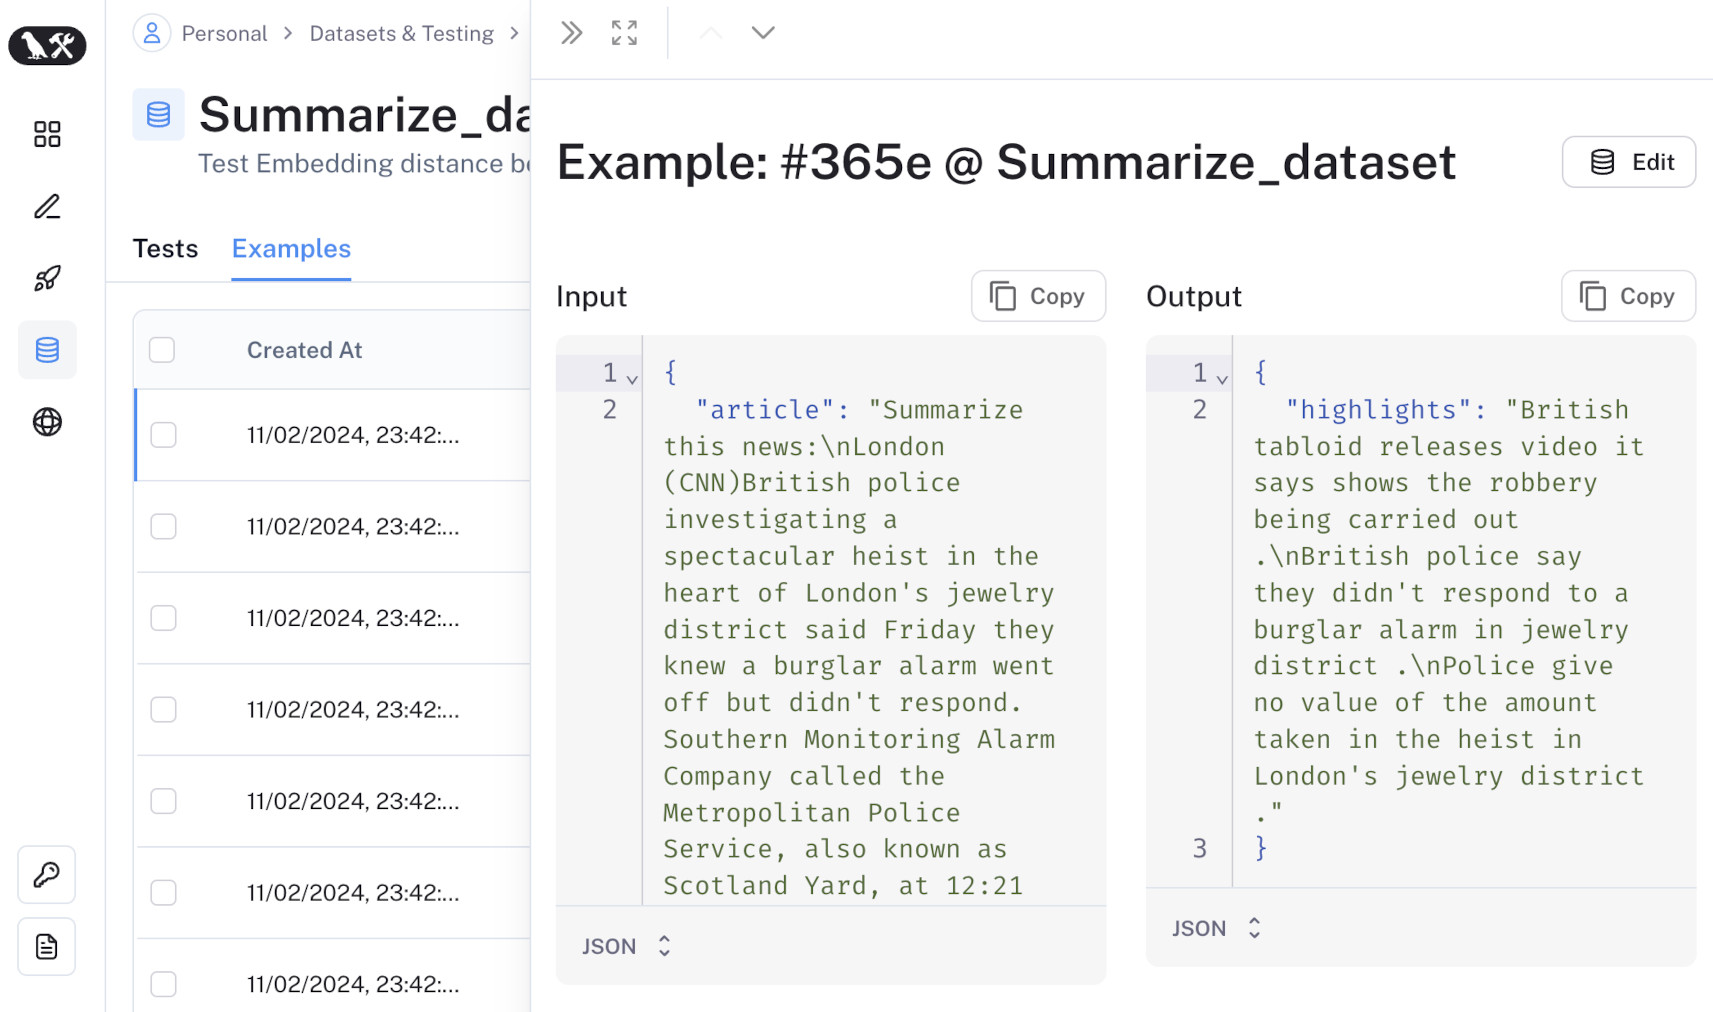 Personal
Datasets & Testing
Summarize_da
Test Embedding distance be
Tests
Examples
Created At
11/02/2024, 23:42:...
11/02/2024, 23:42:...
11/02/2024, 23:42:...
11/02/2024, 23:42:...
11/02/2024, 23:42:...
11/02/2024, 23:42:...
11/02/2024, 23:42:...
Example: #365e @ Summarize_dataset
Edit
Input
Copy
1 {
2 "article": "Summarize
this news:\nLondon
(CNN)British police
investigating a
spectacular heist in the
heart of London's jewelry
district said Friday they
knew a burglar alarm went
off but didn't respond.
Southern Monitoring Alarm
Company called the
Metropolitan Police
Service, also known as
Scotland Yard, at 12:21
JSON
Output
Copy
1 {
2 "highlights": "British
tabloid releases video it
says shows the robbery
being carried out
.\nBritish police say
they didn't respond to a
burglar alarm in jewelry
district .\nPolice give
no value of the amount
taken in the heist in
London's jewelry district
."
3 }
JSON